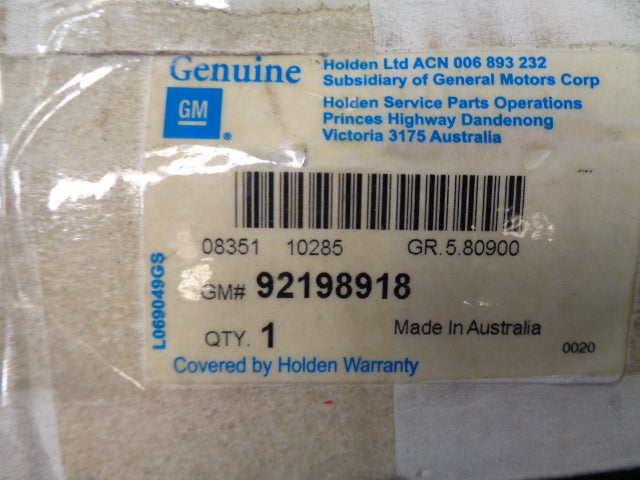 Genuine
GM
Holden Ltd ACN 006 893 232
Subsidiary of General Motors Corp
Holden Service Parts Operations
Princes Highway Dandenong
Victoria 3175 Australia
08351 10285 GR.5.80900
GM# 92198918
QTY. 1 Made In Australia
0020
Covered by Holden Warranty
L069049GS